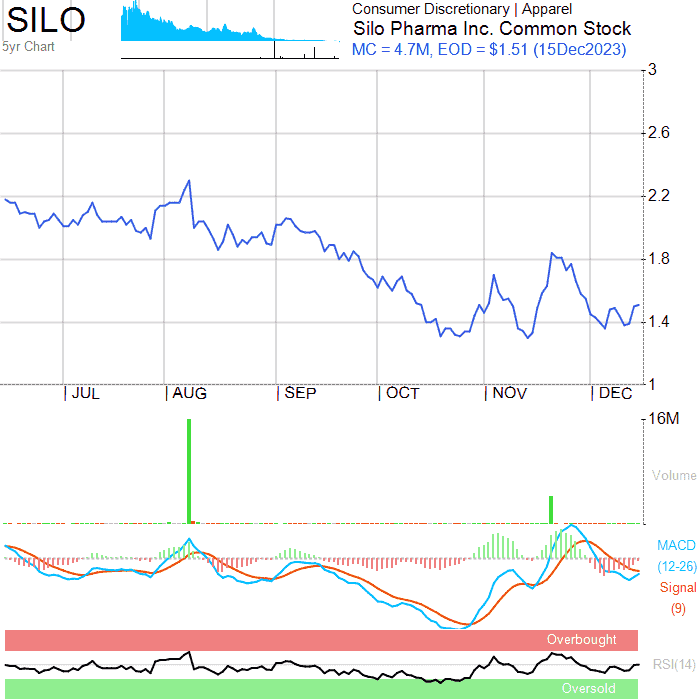 SILO
5yr Chart
Consumer Discretionary | Apparel
Silo Pharma Inc. Common Stock
MC = 4.7M, EOD = $1.51 (15Dec2023)
3
2.6
2.2
1.8
1.4
1
| JUL | AUG | SEP | OCT | NOV | DEC
16M
Volume
MACD
(12-26)
Signal
(9)
Overbought
RSI(14)
Oversold